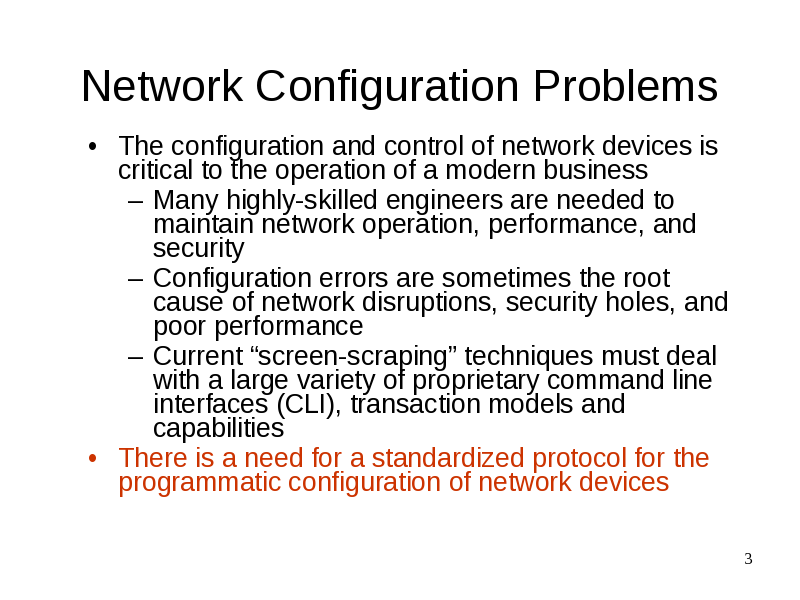 Network Configuration Problems
• The configuration and control of network devices is
critical to the operation of a modern business
– Many highly-skilled engineers are needed to
maintain network operation, performance, and
security
– Configuration errors are sometimes the root
cause of network disruptions, security holes, and
poor performance
– Current “screen-scraping” techniques must deal
with a large variety of proprietary command line
interfaces (CLI), transaction models and
capabilities
• There is a need for a standardized protocol for the
programmatic configuration of network devices
3